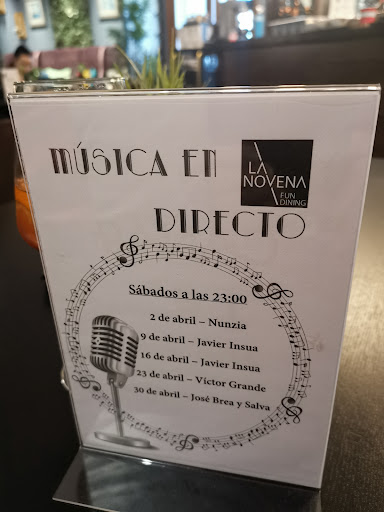 MÚSICA EN
LA
NOVENA
FUN
DINING
DIRECTO
Sábados a las 23:00
2 de abril – Nunzia
9 de abril – Javier Insua
16 de abril – Javier Insua
23 de abril – Víctor Grande
30 de abril – José Brea y Salva